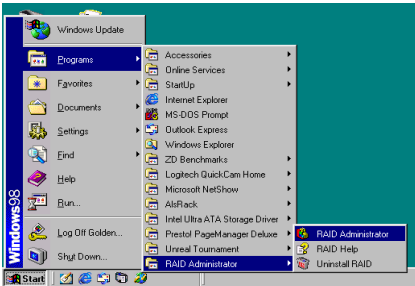 Windows Update
Programs
Favorites
Documents
Settings
Find
Help
Run...
Log Off Golden...
Shut Down...
Windows98
Start
Accessories
Online Services
StartUp
Internet Explorer
MS-DOS Prompt
Outlook Express
Windows Explorer
ZD Benchmarks
Logitech QuickCam Home
Microsoft NetShow
AlsRack
Intel Ultra ATA Storage Driver
Presto! PageManager Deluxe
Unreal Tournament
RAID Administrator
RAID Administrator
RAID Help
Uninstall RAID